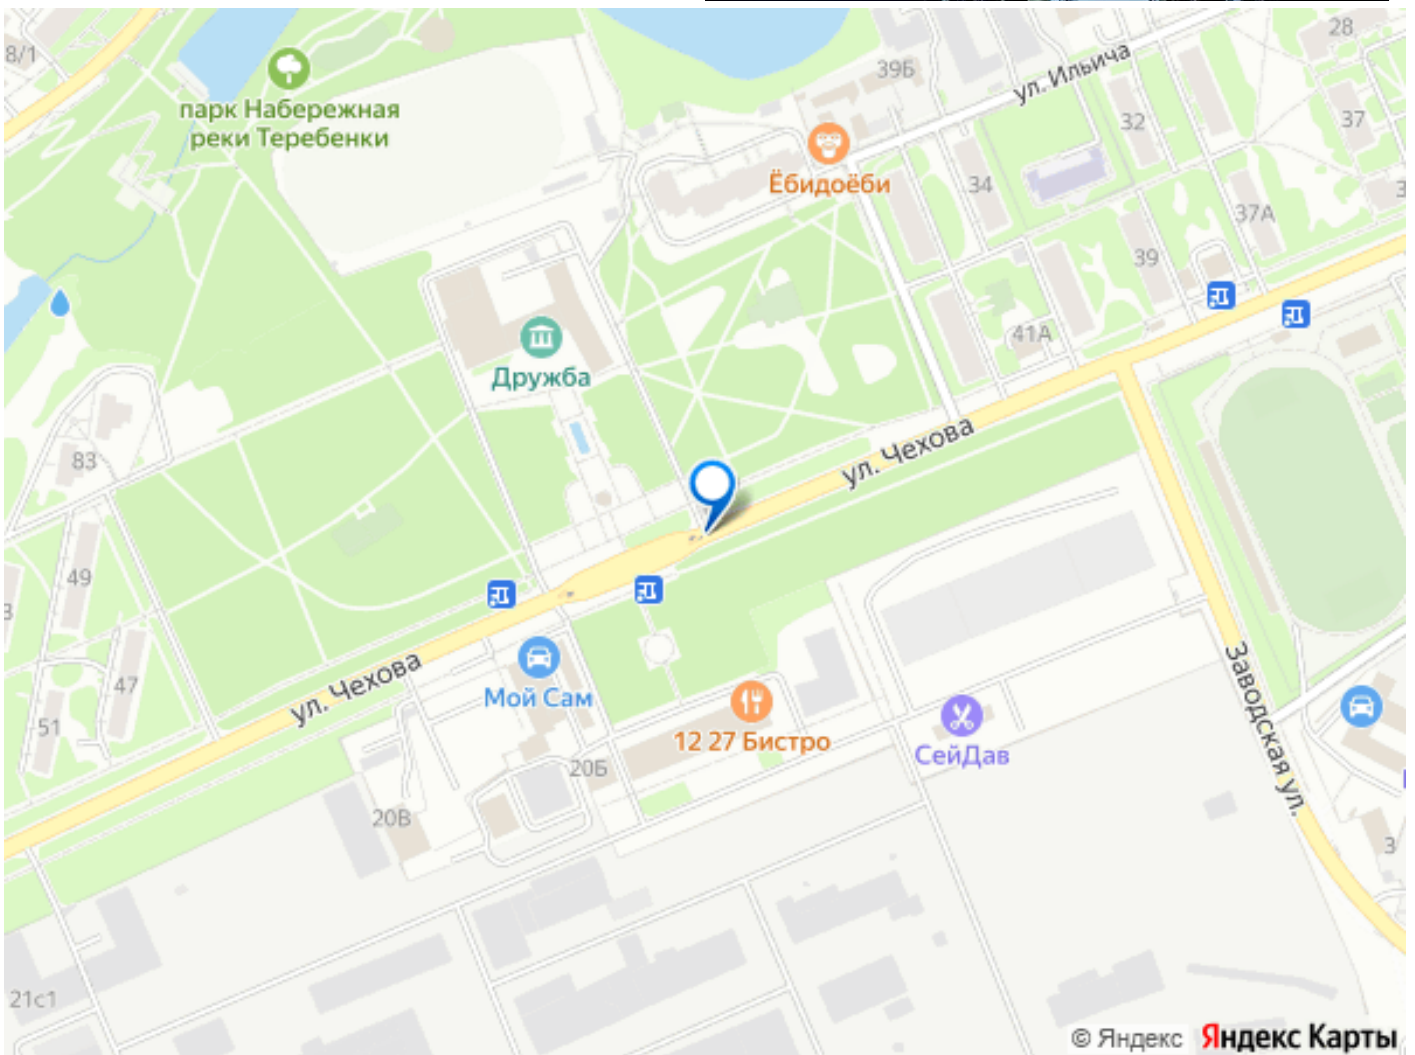 8/1
парк Набережная
реки Теребенки
39Б
ул. Ильича
28
32
37
Ёбидоёби
34
37А
39
41А
Дружба
83
ул. Чехова
49
47
51
ул. Чехова
Мой Сам
12 27 Бистро
СейДав
Заводская ул.
20Б
20В
3
21с1
© Яндекс Яндекс Карты